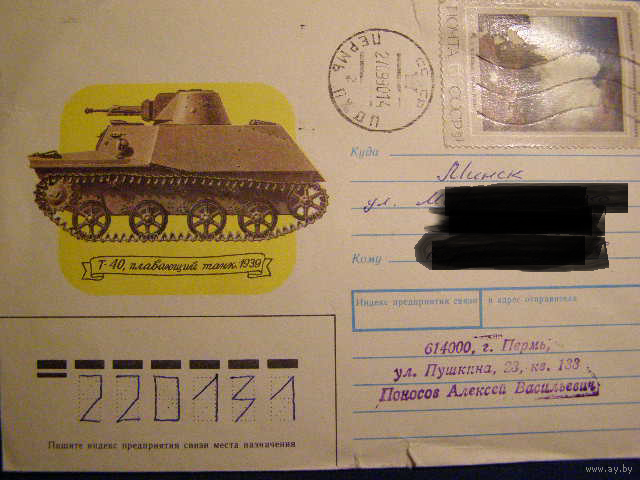 ПОЧТА СССР
ПЕРМЬ
Куда
Минск
ул. М
Кому
Т-40, плавающий танк. 1939
Индекс предприятия связи и адрес отправителя
614000, г. Пермь,
ул. Пушкина, 23, кв. 133
Поносов Алексей Васильевич
220131
Пишите индекс предприятия связи места назначения
www.ay.by